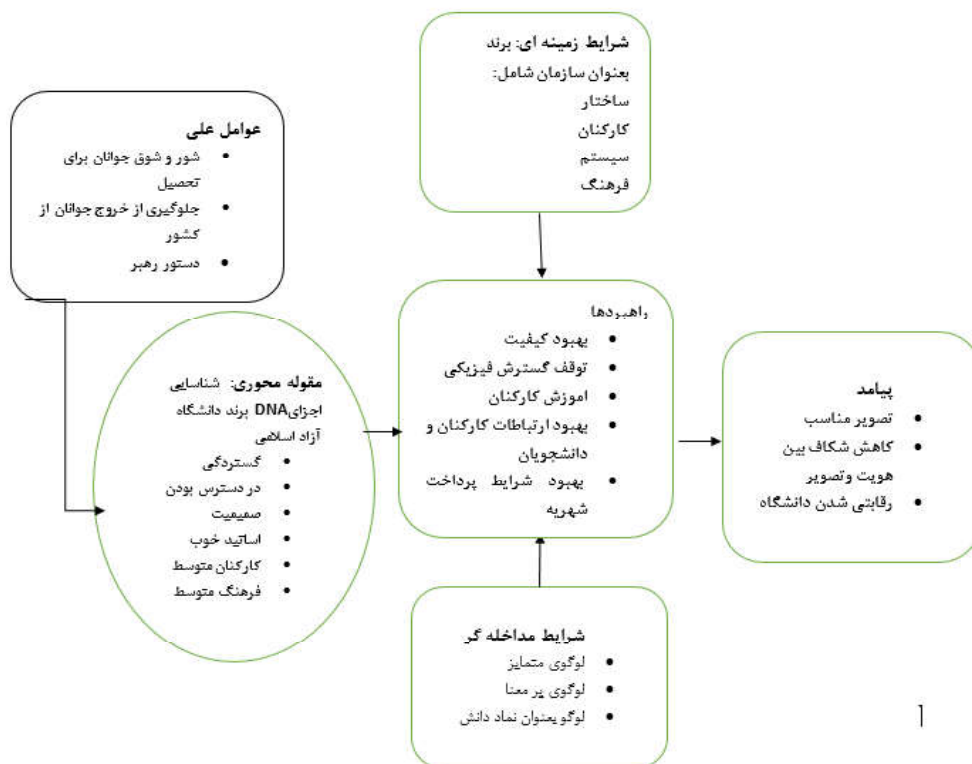 شرایط زمینه ای: برند
بعنوان سازمان شامل:
ساختار
کارکنان
سیستم
فرهنگ
عوامل علی
• شور و شوق جوانان برای
تحصیل
• جلوگیری از خروج جوانان از
کشور
• دستور رهبر
مقوله محوری: شناسایی
اجزایDNA برند دانشگاه
آزاد اسلامی
• گستردگی
• در دسترس بودن
• صمیمیت
• اساتید خوب
• کارکنان متوسط
• فرهنگ متوسط
راهبردها
• بهبود کیفیت
• توقف گسترش فیزیکی
• اموزش کارکنان
• بهبود ارتباطات کارکنان و
دانشجویان
• بهبود شرایط پرداخت
شهریه
پیامد
• تصویر مناسب
• کاهش شکاف بین
هویت وتصویر
• رقابتی شدن دانشگاه
شرایط مداخله گر
• لوگوی متمایز
• لوگوی پر معنا
• لوگو بعنوان نماد دانش